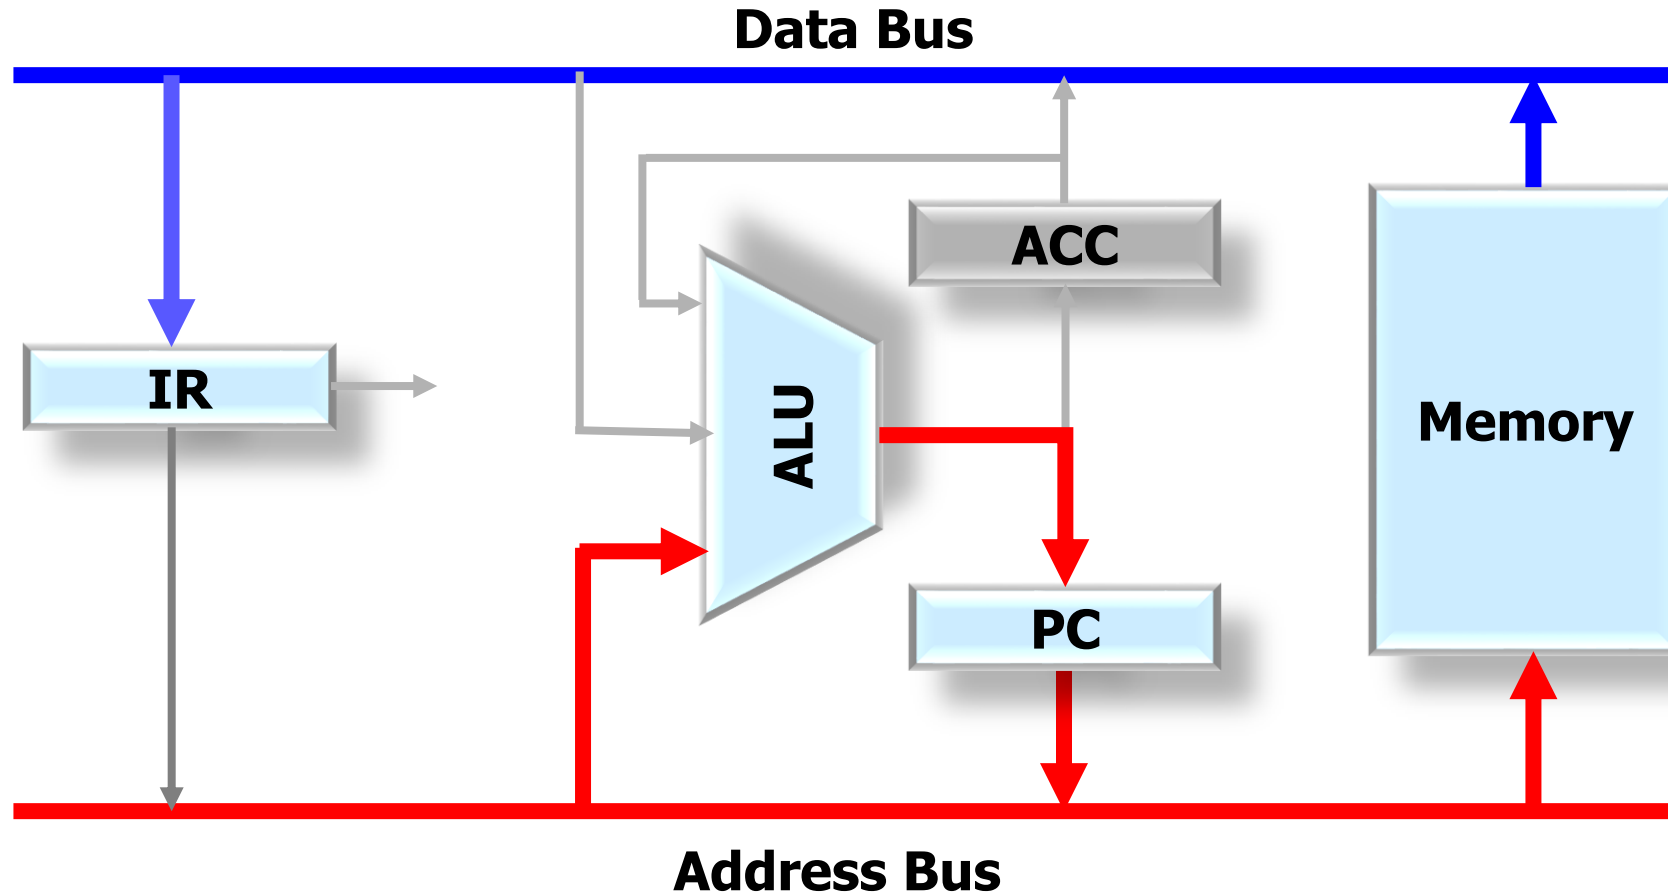 Data Bus
ACC
IR
ALU
Memory
PC
Address Bus